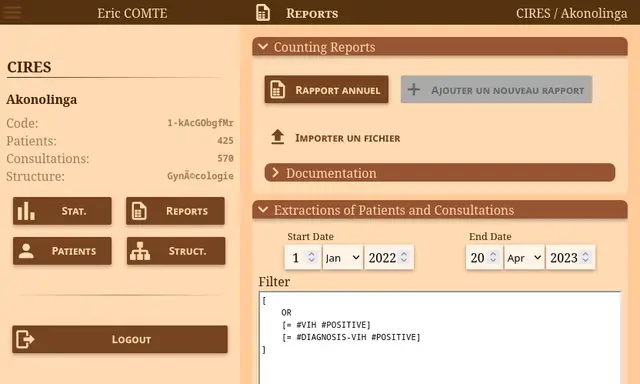 Eric COMTE
Reports
CIRES / Akonolinga
CIRES
Akonolinga
Code: 1-kAcGObgfMr
Patients: 425
Consultations: 570
Structure: GynÃ©cologie
Stat.
Reports
Patients
Struct.
Logout
Counting Reports
Rapport annuel
Ajouter un nouveau rapport
Importer un fichier
Documentation
Extractions of Patients and Consultations
Start Date
End Date
1 Jan 2022
20 Apr 2023
Filter
[
OR
[= #VIH #POSITIVE]
[= #DIAGNOSIS-VIH #POSITIVE]
]